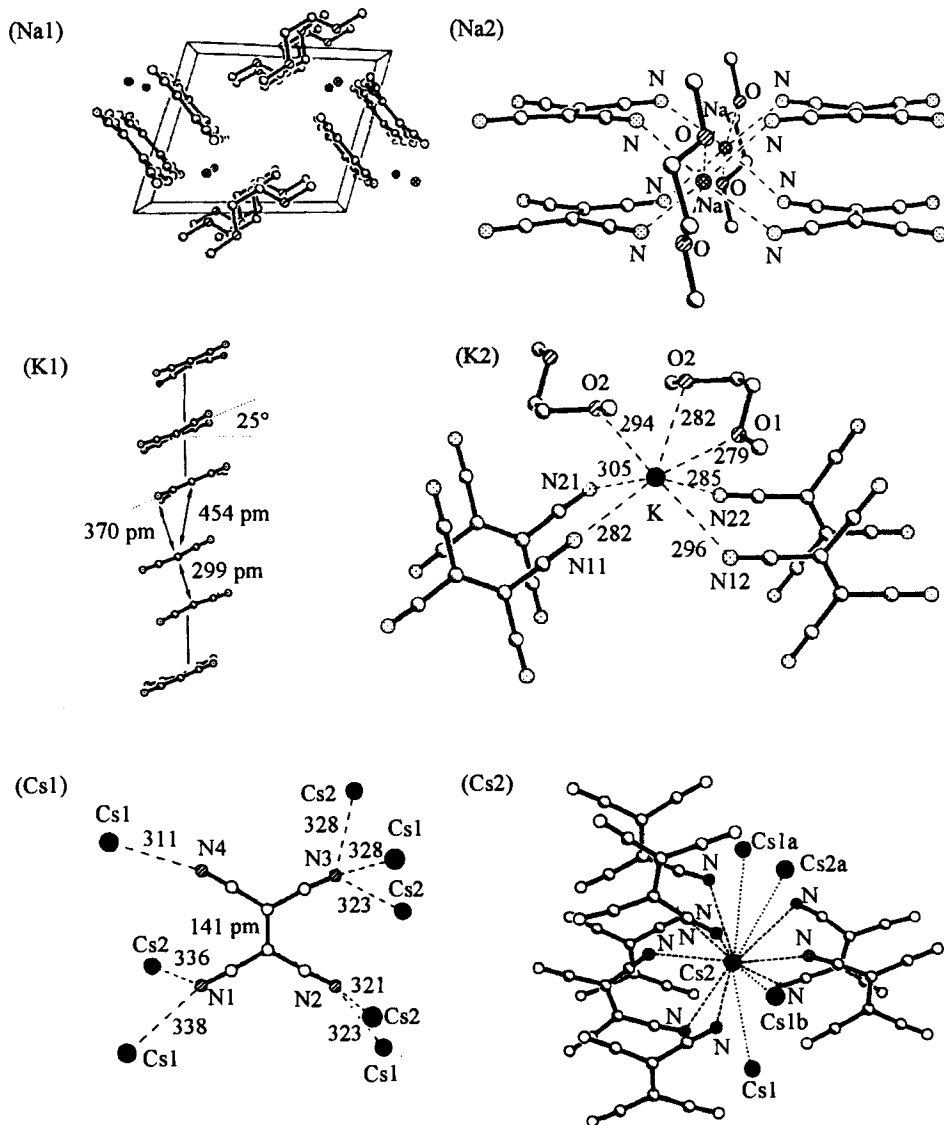 (Na1)
(Na2)
N Na O N
O
N N
N O N
Na
N O N
(K1)
(K2)
25°
370 pm 454 pm
299 pm
O2 O2
294 282 O1
279
N21 305 285
K N22
282 296
N11 N12
(Cs1)
(Cs2)
Cs2
Cs1 328 Cs1
311 N4 N3 328
Cs2
323
141 pm
Cs2
336 321
N1 N2 Cs2
338 323
Cs1 Cs1
Cs1a
Cs2a
N N
N
N N N
Cs2
N
Cs1b
N N
Cs1